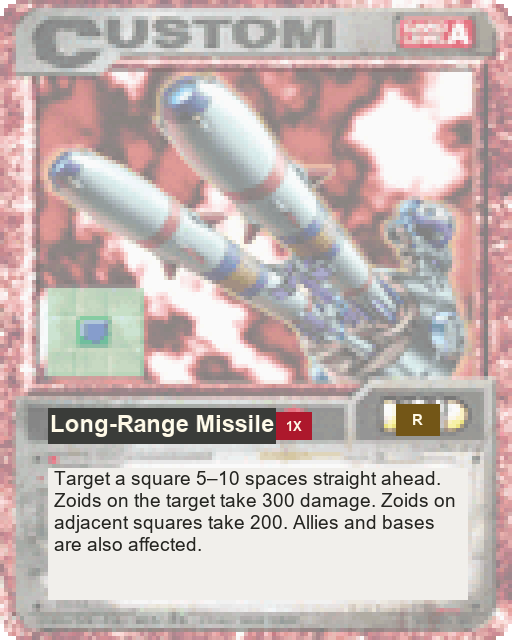 CUSTOM
A
Long-Range Missile 1X
R
Target a square 5–10 spaces straight ahead.
Zoids on the target take 300 damage. Zoids on
adjacent squares take 200. Allies and bases
are also affected.